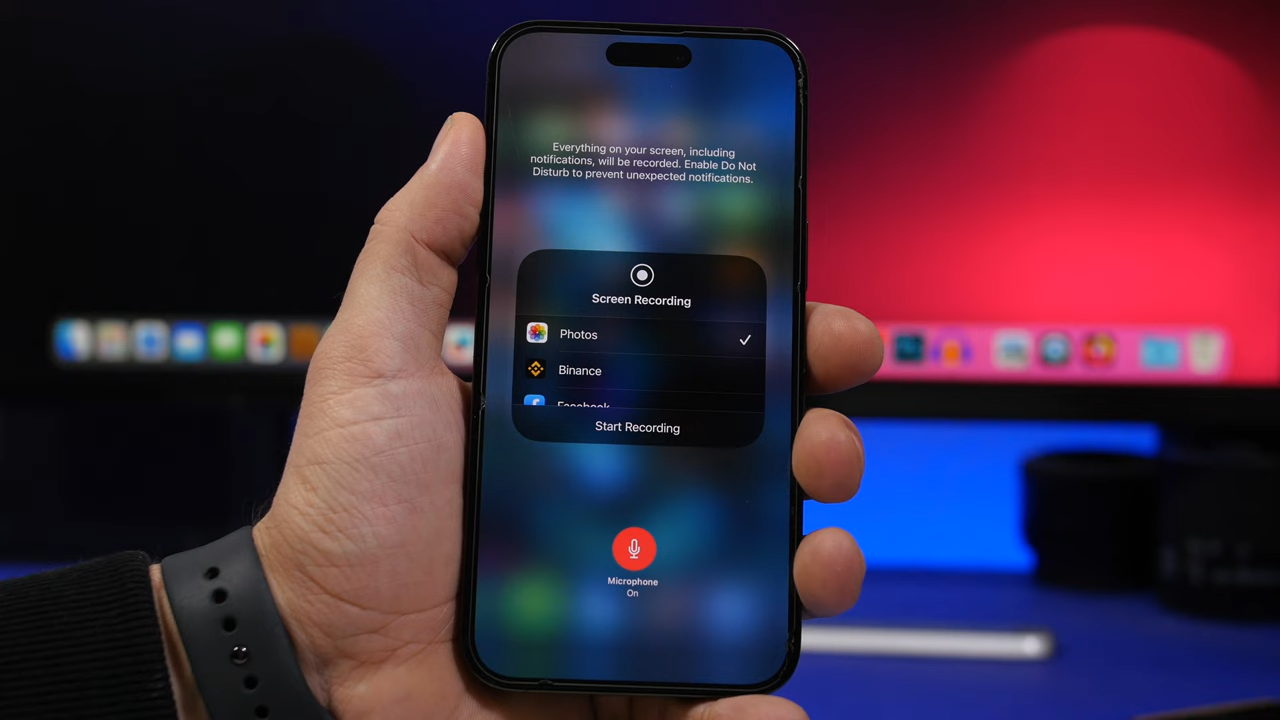 Everything on your screen, including
notifications, will be recorded. Enable Do Not
Disturb to prevent unexpected notifications.
Screen Recording
Photos
Binance
Facebook
Start Recording
Microphone
On